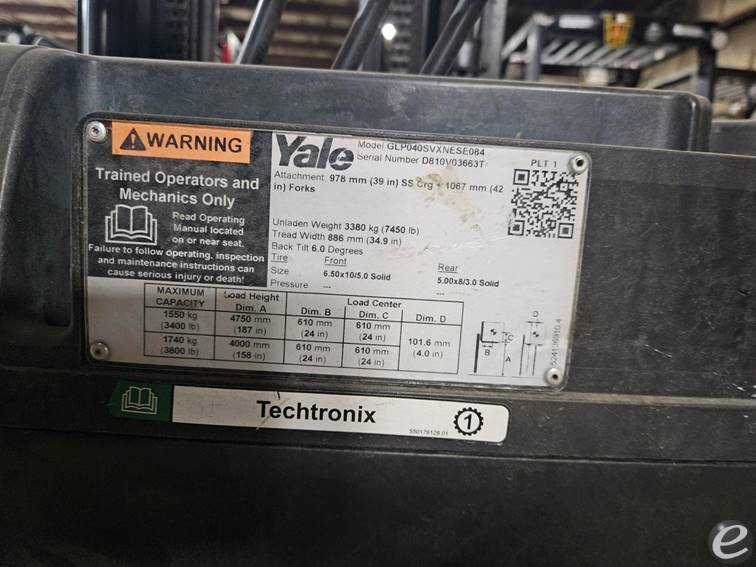 WARNING
Trained Operators and
Mechanics Only
Read Operating
Manual located
on or near seat.
Failure to follow operating, inspection
and maintenance instructions can
cause serious injury or death!
Yale
Model GLP040SVXNESE084
Serial Number D810V03663T
PLT 1
Attachment 978 mm (39 in) SS Crg + 1067 mm (42
in) Forks
Unladen Weight 3380 kg (7450 lb)
Tread Width 886 mm (34.9 in)
Back Tilt 6.0 Degrees
Tire Front Rear
Size 6.50x10/5.0 Solid 5.00x8/3.0 Solid
Pressure --- ---
MAXIMUM CAPACITY Load Height Dim. A Load Center
Dim. B Dim. C Dim. D
1550 kg 4750 mm 610 mm 610 mm
(3400 lb) (187 in) (24 in) (24 in)
1740 kg 4000 mm 610 mm 610 mm 101.6 mm
(3800 lb) (158 in) (24 in) (24 in) (4.0 in)
D
C
B
A
524139910.4
Techtronix
550178128.01
1
e